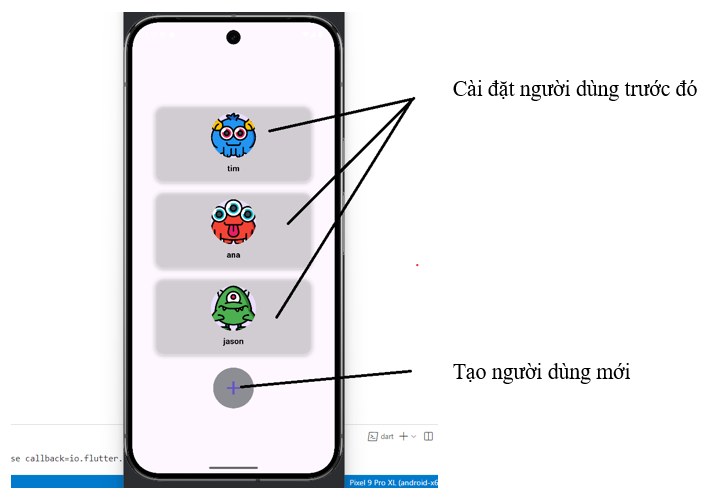 Cài đặt người dùng trước đó
tim
ana
jason
Tạo người dùng mới
dart
se callback=io.flutter.
Pixel 9 Pro XL (android-x6